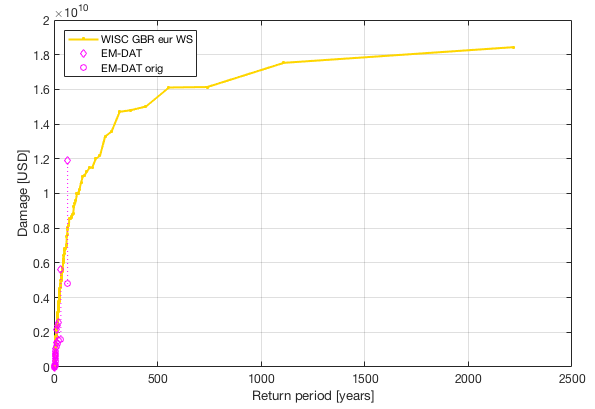 × 10^10
2
1.8
1.6
1.4
1.2
1
0.8
0.6
0.4
0.2
0
Damage [USD]
WISC GBR eur WS
EM-DAT
EM-DAT orig
0 500 1000 1500 2000 2500
Return period [years]